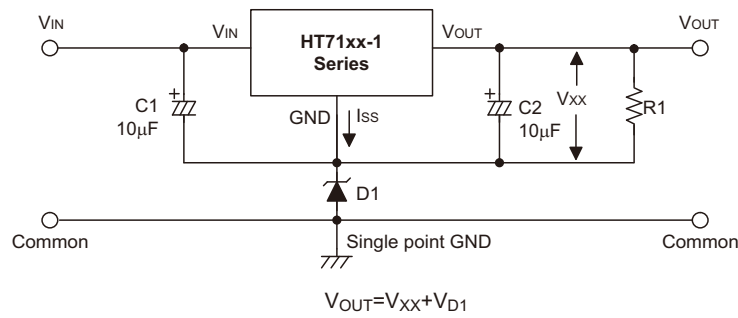 VIN
VIN
HT71xx-1
Series
VOUT
VOUT
C1
10μF
GND
ISS
C2
10μF
VXX
R1
D1
Common
Single point GND
Common
VOUT=VXX+VD1